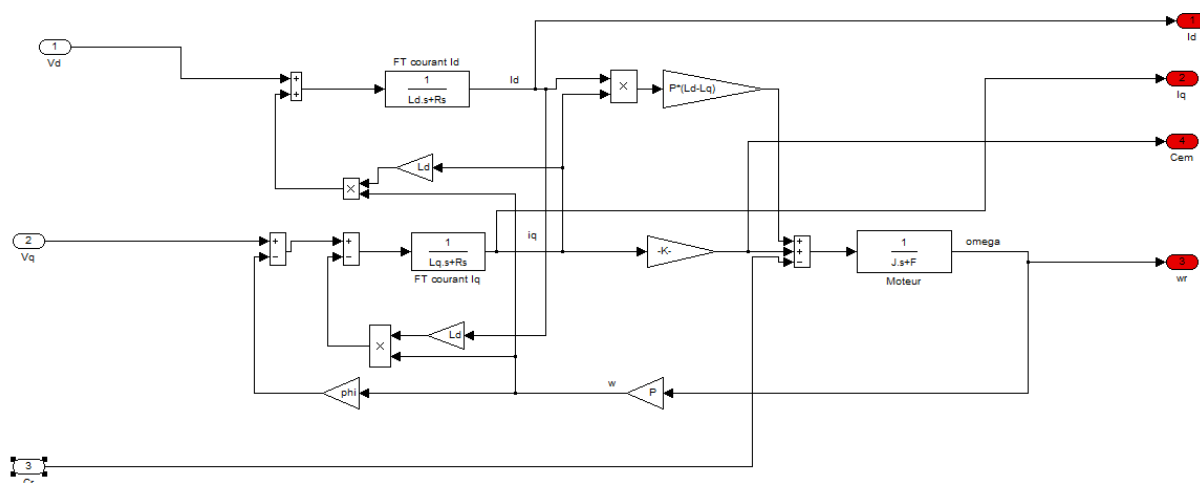 1
Id
1
Vd
FT courant Id
Id
+
+
1
Ld.s+Rs
×
P*(Ld-Lq)
2
Iq
4
Cem
Ld
×
2
Vq
+
−
+
−
1
Lq.s+Rs
FT courant Iq
iq
-K-
+
+
−
1
J.s+F
Moteur
omega
3
wr
Ld
×
phi
w
P
3
Cr